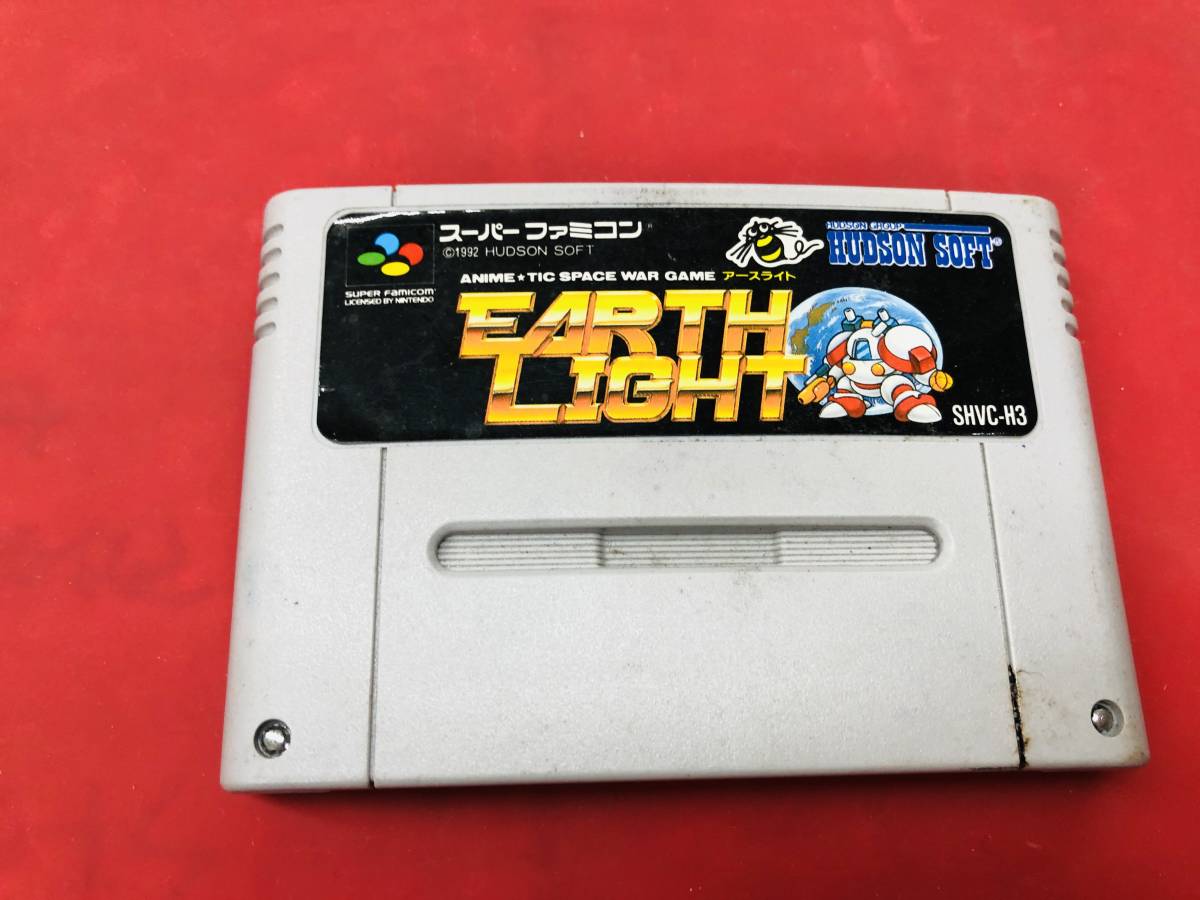 スーパーファミコン
©1992 HUDSON SOFT
SUPER FAMICOM
LICENSED BY NINTENDO
HUDSON GROUP
HUDSON SOFT®
ANIME★TIC SPACE WAR GAME アースライト
EARTH
LIGHT
SHVC-H3